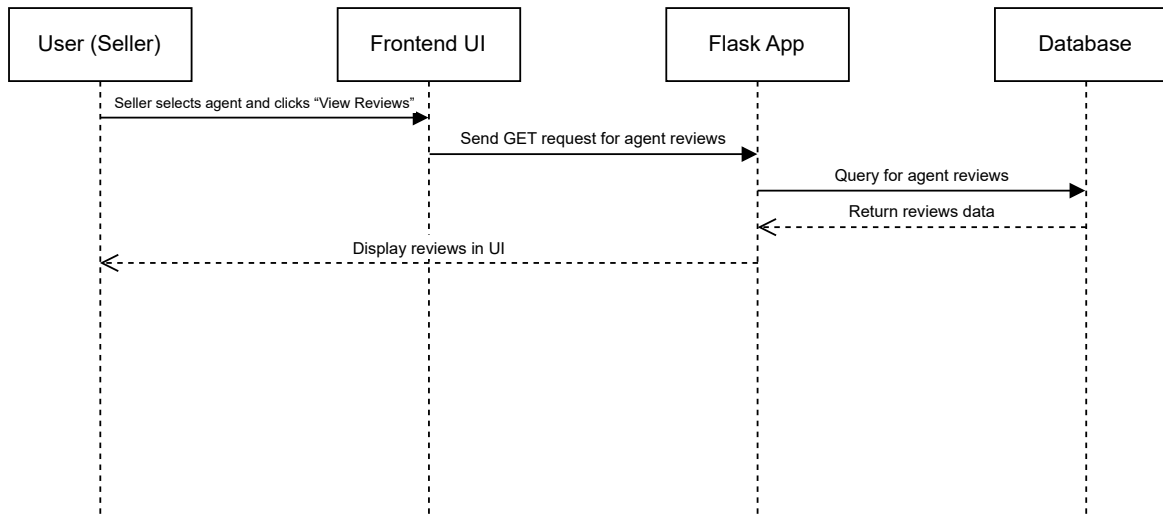 User (Seller)
Frontend UI
Flask App
Database
Seller selects agent and clicks “View Reviews”
Send GET request for agent reviews
Query for agent reviews
Return reviews data
Display reviews in UI